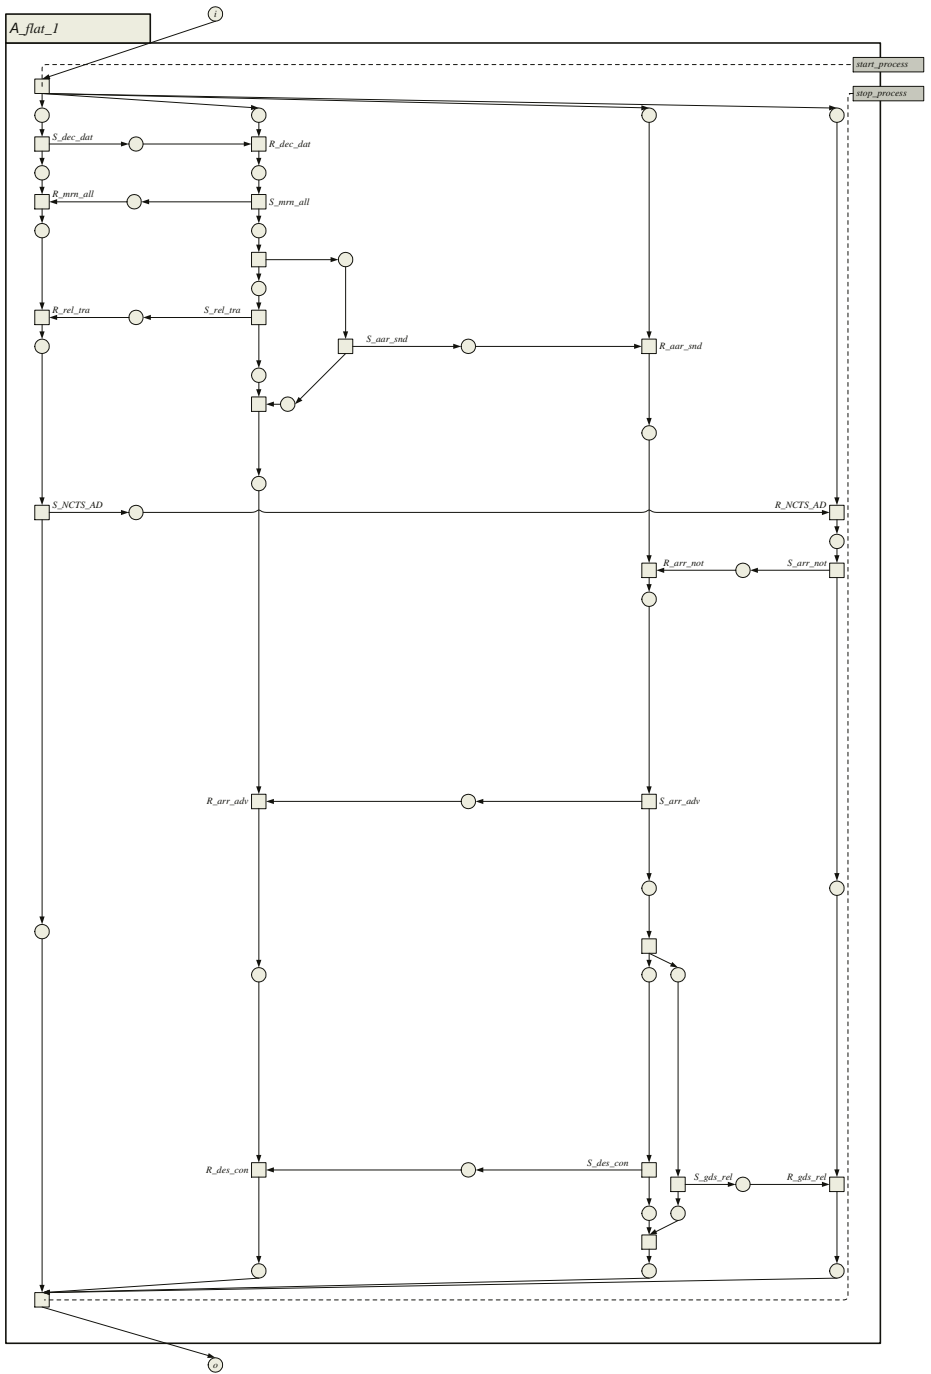 i
A_flat_1
start_process
stop_process
S_dec_dat
R_dec_dat
R_mrn_all
S_mrn_all
R_rel_tra
S_rel_tra
S_aar_snd
R_aar_snd
S_NCTS_AD
R_NCTS_AD
R_arr_not
S_arr_not
R_arr_adv
S_arr_adv
R_des_con
S_des_con
S_gds_rel
R_gds_rel
o